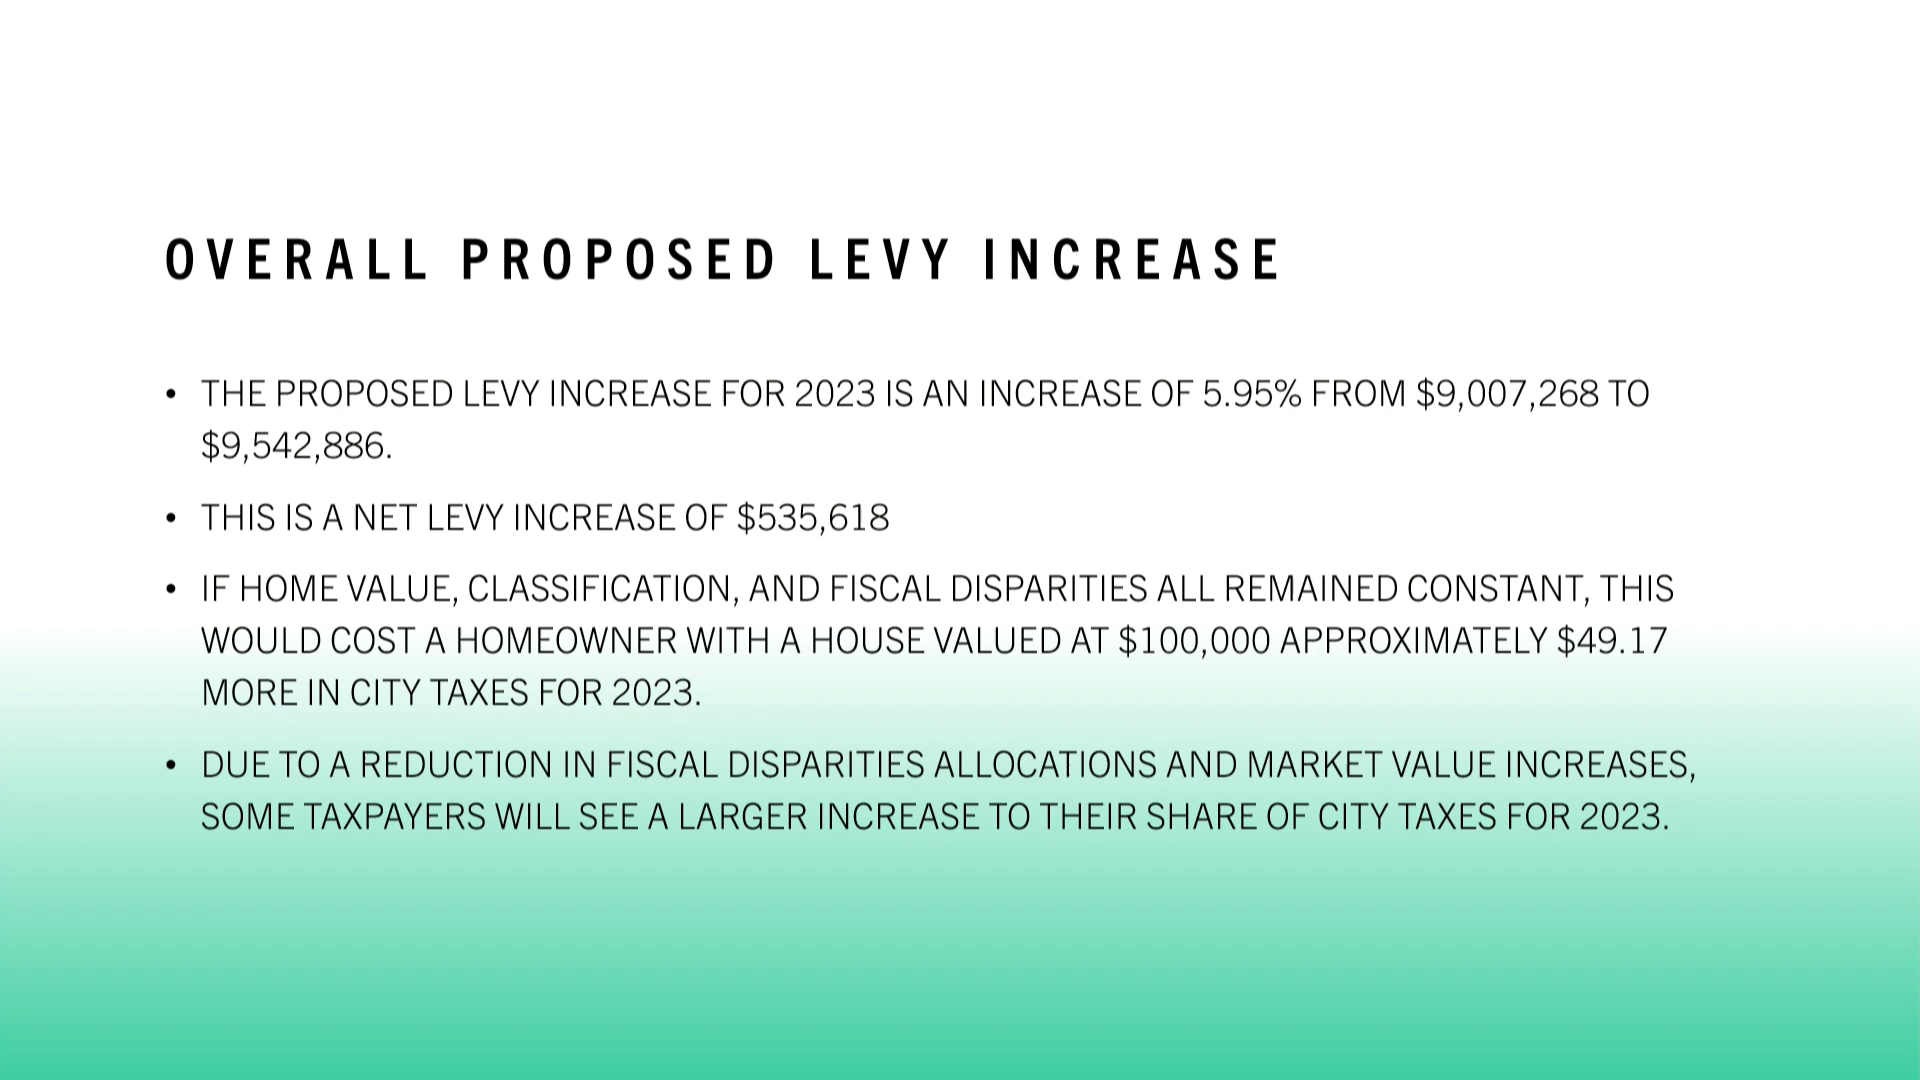 OVERALL PROPOSED LEVY INCREASE
• THE PROPOSED LEVY INCREASE FOR 2023 IS AN INCREASE OF 5.95% FROM $9,007,268 TO
$9,542,886.
• THIS IS A NET LEVY INCREASE OF $535,618
• IF HOME VALUE, CLASSIFICATION, AND FISCAL DISPARITIES ALL REMAINED CONSTANT, THIS
WOULD COST A HOMEOWNER WITH A HOUSE VALUED AT $100,000 APPROXIMATELY $49.17
MORE IN CITY TAXES FOR 2023.
• DUE TO A REDUCTION IN FISCAL DISPARITIES ALLOCATIONS AND MARKET VALUE INCREASES,
SOME TAXPAYERS WILL SEE A LARGER INCREASE TO THEIR SHARE OF CITY TAXES FOR 2023.